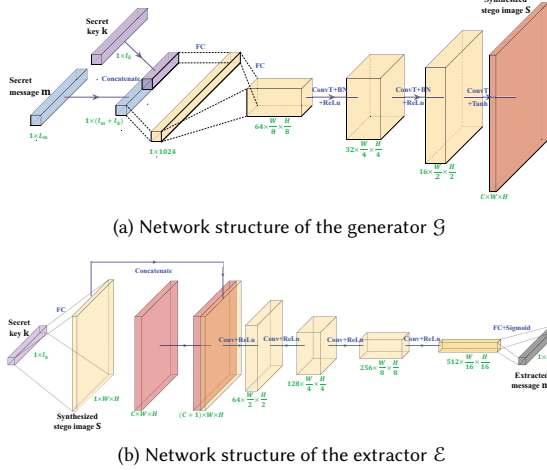 Synthesized
stego image S
Secret
key k
FC
1×l_k
FC
Secret
message m
Concatenate
ConvT+BN
+ReLu
ConvT+BN
+ReLu
ConvT
+Tanh
1×L_m
1×(l_m + l_k)
64×W/8×H/8
1×1024
32×W/4×H/4
16×W/2×H/2
C×W×H
(a) Network structure of the generator 𝒢
Concatenate
FC
Secret
key k
1×l_k
Conv+ReLu
Conv+ReLu
Conv+ReLu
Conv+ReLu
FC+Sigmoid
1×W×H
C×W×H
(C + 1)×W×H
64×W/2×H/2
128×W/4×H/4
256×W/8×H/8
512×W/16×H/16
Synthesized
stego image S
Extracted
message m
(b) Network structure of the extractor ℰ